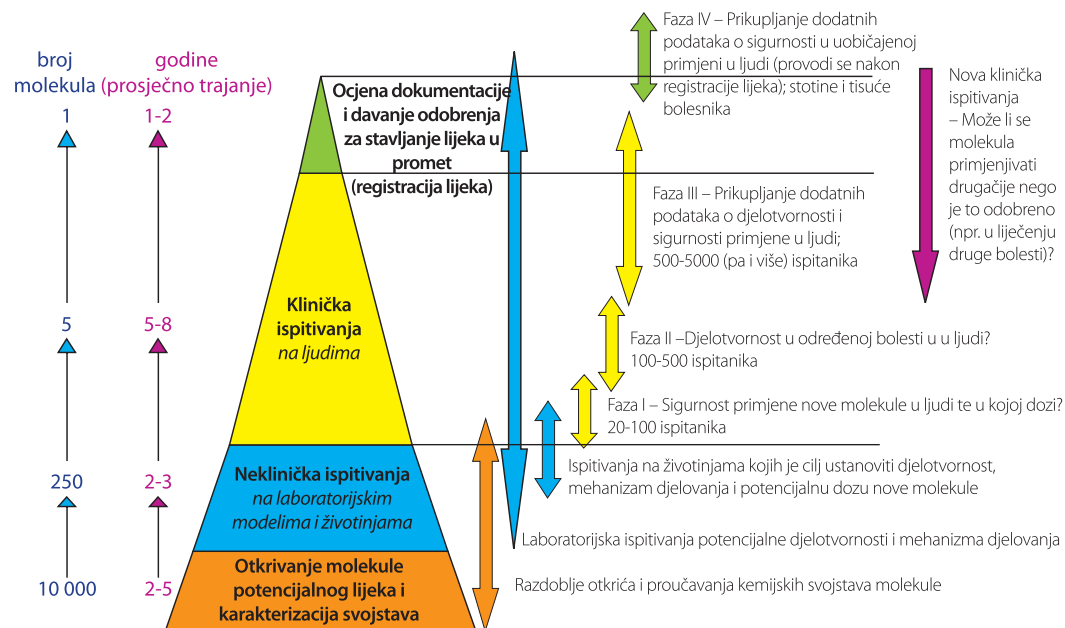 broj
molekula
godine
(prosječno trajanje)
1
1-2
5
5-8
250
2-3
10 000
2-5
Ocjena dokumentacije
i davanje odobrenja
za stavljanje lijeka u
promet
(registracija lijeka)
Klinička
ispitivanja
na ljudima
Neklinička ispitivanja
na laboratorijskim
modelima i životinjama
Otkrivanje molekule
potencijalnog lijeka i
karakterizacija svojstava
Faza IV – Prikupljanje dodatnih
podataka o sigurnosti u uobičajenoj
primjeni u ljudi (provodi se nakon
registracije lijeka); stotine i tisuće
bolesnika
Faza III – Prikupljanje dodatnih
podataka o djelotvornosti i
sigurnosti primjene u ljudi;
500-5000 (pa i više) ispitanika
Faza II –Djelotvornost u određenoj bolesti u u ljudi?
100-500 ispitanika
Faza I – Sigurnost primjene nove molekule u ljudi te u kojoj dozi?
20-100 ispitanika
Ispitivanja na životinjama kojih je cilj ustanoviti djelotvornost,
mehanizam djelovanja i potencijalnu dozu nove molekule
Laboratorijska ispitivanja potencijalne djelotvornosti i mehanizma djelovanja
Razdoblje otkrića i proučavanja kemijskih svojstava molekule
Nova klinička
ispitivanja
– Može li se
molekula
primjenjivati
drugačije nego
je to odobreno
(npr. u liječenju
druge bolesti)?